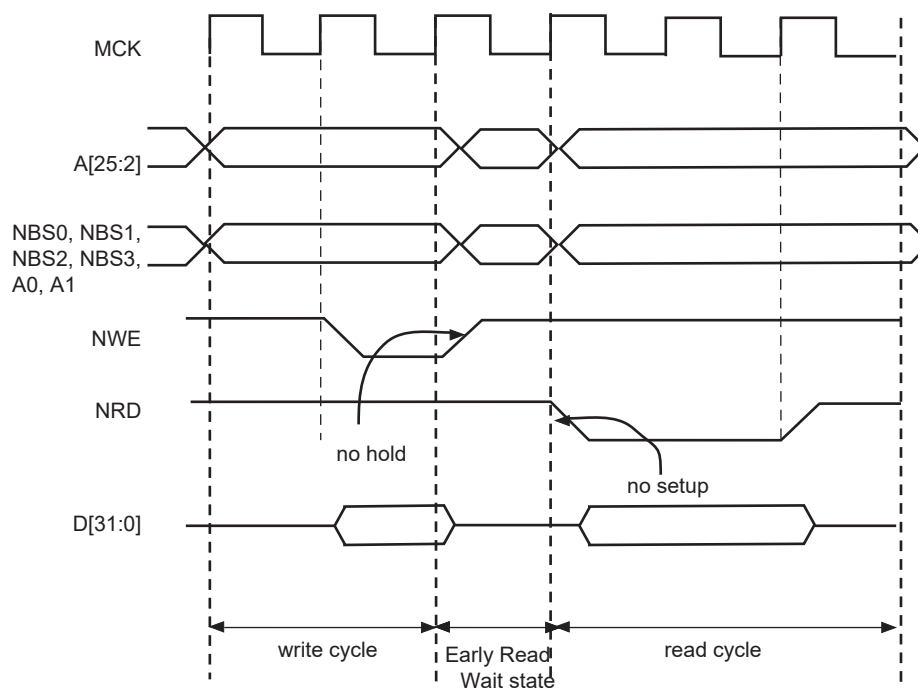 MCK
A[25:2]
NBS0, NBS1,
NBS2, NBS3,
A0, A1
NWE
NRD
no hold
no setup
D[31:0]
write cycle
Early Read
Wait state
read cycle